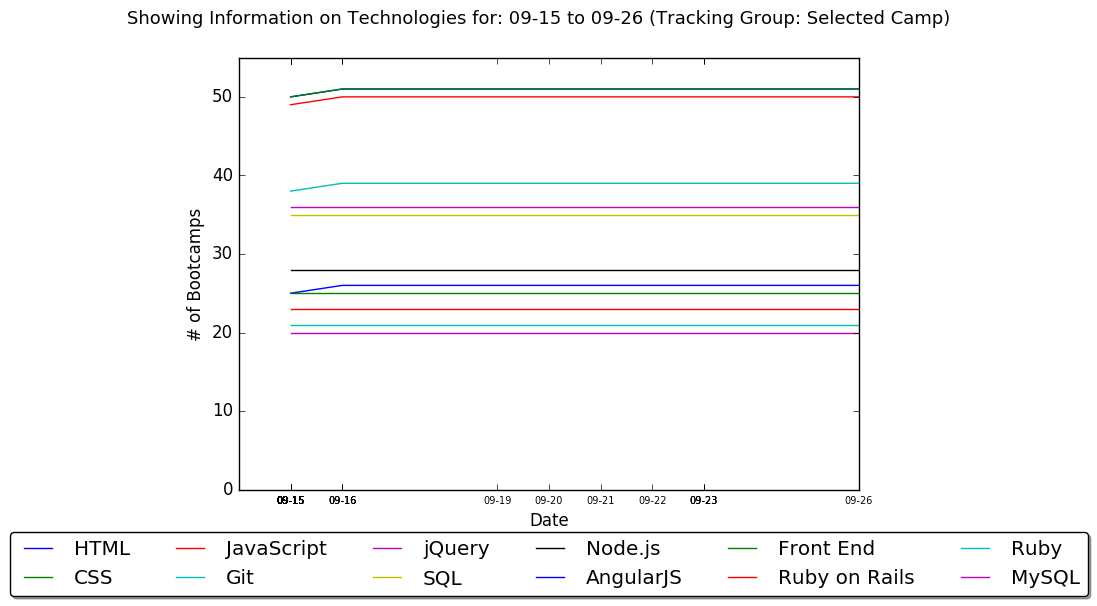 Showing Information on Technologies for: 09-15 to 09-26 (Tracking Group: Selected Camp)
50
40
30
20
10
0
# of Bootcamps
09-15 09-16 09-19 09-20 09-21 09-22 09-23 09-26
Date
HTML JavaScript jQuery Node.js Front End Ruby
CSS Git SQL AngularJS Ruby on Rails MySQL